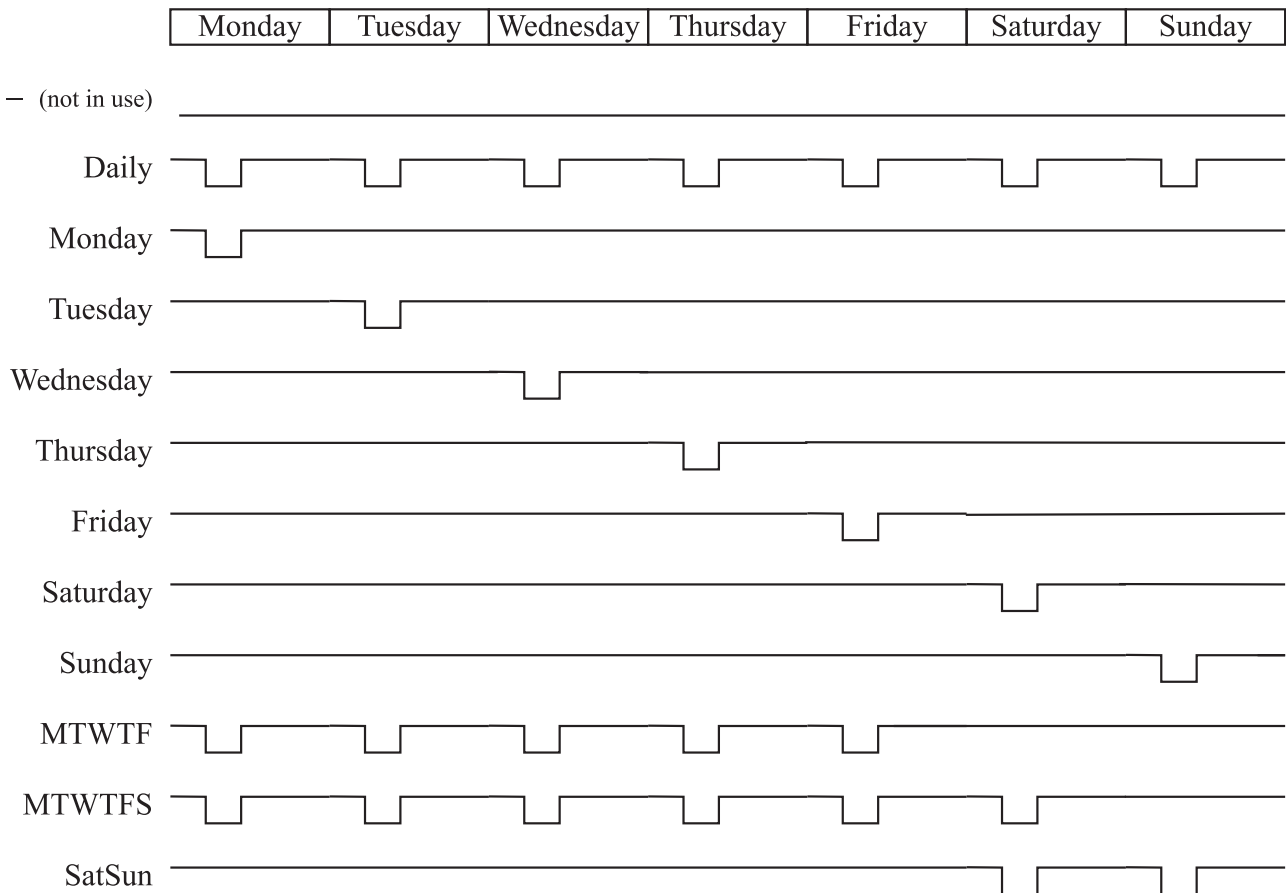 Monday Tuesday Wednesday Thursday Friday Saturday Sunday
— (not in use)
Daily
Monday
Tuesday
Wednesday
Thursday
Friday
Saturday
Sunday
MTWTF
MTWTFS
SatSun